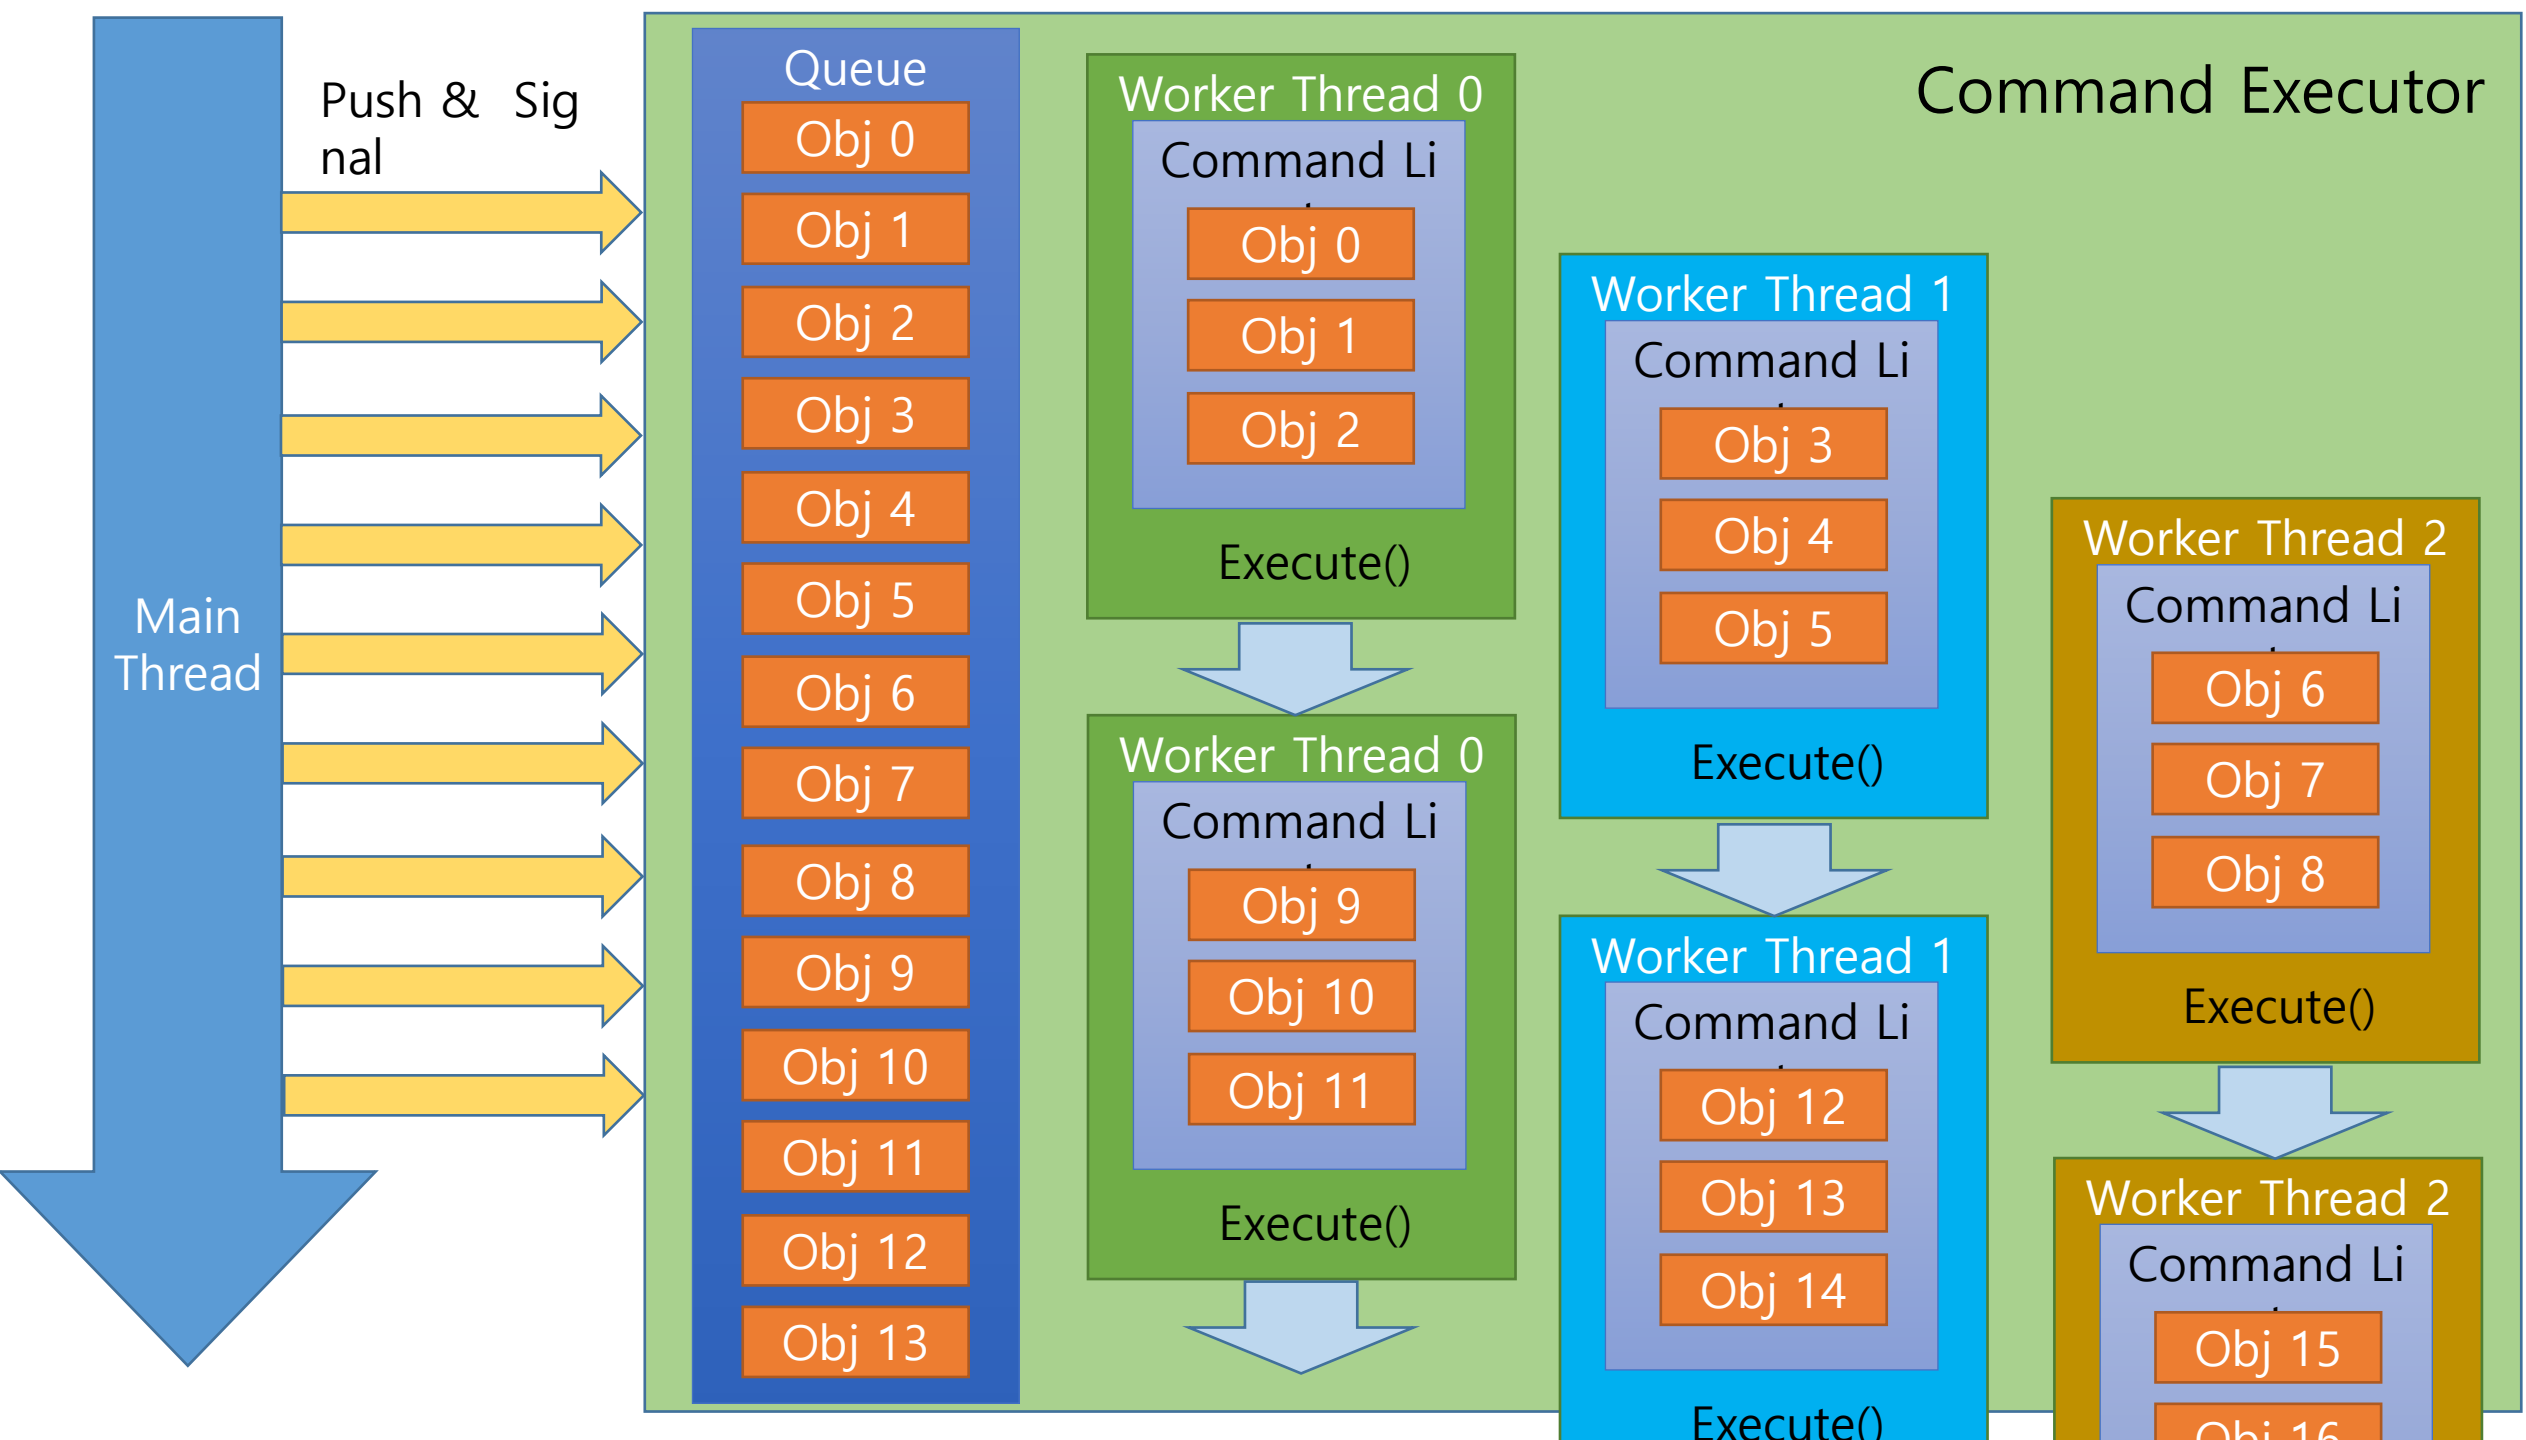 Push & Sig
nal
Main
Thread
Queue
Obj 0
Obj 1
Obj 2
Obj 3
Obj 4
Obj 5
Obj 6
Obj 7
Obj 8
Obj 9
Obj 10
Obj 11
Obj 12
Obj 13
Command Executor
Worker Thread 0
Command Li
Obj 0
Obj 1
Obj 2
Execute()
Worker Thread 0
Command Li
Obj 9
Obj 10
Obj 11
Execute()
Worker Thread 1
Command Li
Obj 3
Obj 4
Obj 5
Execute()
Worker Thread 1
Command Li
Obj 12
Obj 13
Obj 14
Execute()
Worker Thread 2
Command Li
Obj 6
Obj 7
Obj 8
Execute()
Worker Thread 2
Command Li
Obj 15
Obj 16